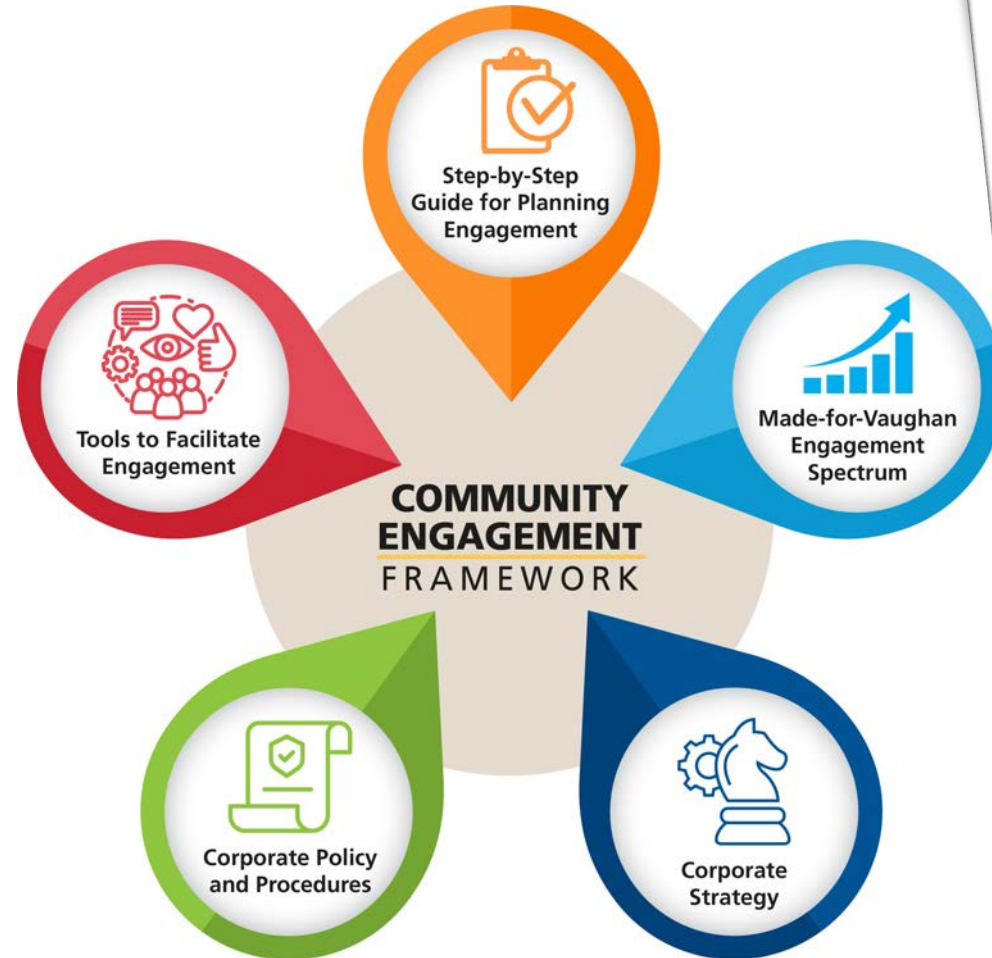 Step-by-Step
Guide for Planning
Engagement
Tools to Facilitate
Engagement
Made-for-Vaughan
Engagement
Spectrum
COMMUNITY
ENGAGEMENT
FRAMEWORK
Corporate Policy
and Procedures
Corporate
Strategy